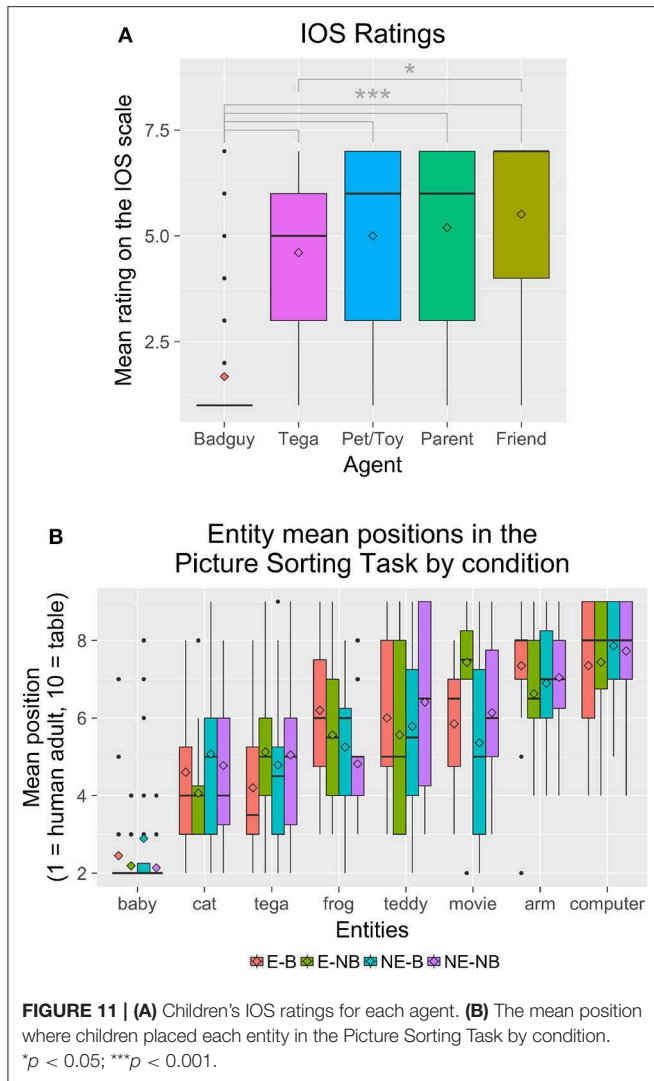 A
IOS Ratings
*
***
7.5
5.0
2.5
Mean rating on the IOS scale
Badguy Tega Pet/Toy Parent Friend
Agent
B
Entity mean positions in the
Picture Sorting Task by condition
8
6
4
2
Mean position
(1 = human adult, 10 = table)
baby cat tega frog teddy movie arm computer
Entities
E-B E-NB NE-B NE-NB
FIGURE 11 | (A) Children's IOS ratings for each agent. (B) The mean position
where children placed each entity in the Picture Sorting Task by condition.
*p < 0.05; ***p < 0.001.